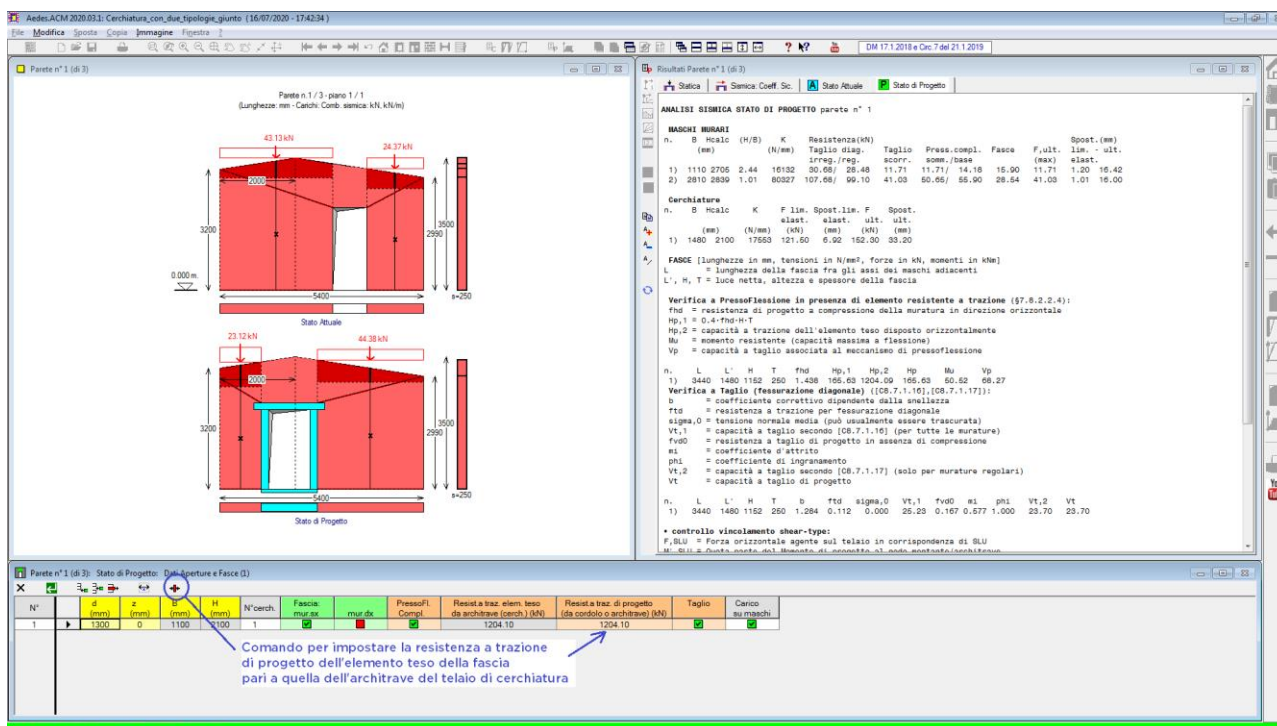 Aedes.ACM 2020.03.1: Cerchiatura_con_due_tipologie_giunto (16/07/2020 - 17:42:34 )
File Modifica Sposta Copia Immagine Finestra ?
DM 17.1.2018 e Circ.7 del 21.1.2019
Parete n°1 (di 3)
Parete n.1 / 3 - piano 1 / 1
(Lunghezze: mm - Carichi: Comb. sismica: kN, kN/m)
43.13 kN
24.37 kN
2000
3200
3500
2990
0.000 m.
5400
s=250
Stato Attuale
23.12 kN
44.38 kN
2000
3200
3500
2990
5400
s=250
Stato di Progetto
Risultati Parete n°1 (di 3)
Statica Sismica: Coeff. Sic. A Stato Attuale P Stato di Progetto
ANALISI SISMICA STATO DI PROGETTO parete n° 1
MASCHI MURARI
n. B Hcalc (H/B) K Resistenza(kN) Spost.(mm)
(mm) (N/mm) Taglio diag. Taglio Press.compl. Fasce F,ult. lim. - ult.
irreg./reg. scorr. somm./base (max) elast.
1) 1110 2705 2.44 16132 30.68/ 28.48 11.71 11.71/ 14.18 15.90 11.71 1.20 16.42
2) 2810 2839 1.01 80327 107.68/ 99.10 41.03 50.65/ 55.90 28.54 41.03 1.01 16.00
Cerchiature
n. B Hcalc K F lim. Spost.lim. F Spost.
elast. elast. ult. ult.
(mm) (N/mm) (kN) (mm) (kN) (mm)
1) 1480 2100 17553 121.50 6.92 152.30 33.20
FASCE [lunghezze in mm, tensioni in N/mm², forze in kN, momenti in kNm]
L = lunghezza della fascia fra gli assi dei maschi adiacenti
L', H, T = luce netta, altezza e spessore della fascia
Verifica a PressoFlessione in presenza di elemento resistente a trazione (§7.8.2.2.4):
fhd = resistenza di progetto a compressione della muratura in direzione orizzontale
Hp,1 = 0.4·fhd·H·T
Hp,2 = capacità a trazione dell'elemento teso disposto orizzontalmente
Mu = momento resistente (capacità massima a flessione)
Vp = capacità a taglio associata al meccanismo di pressoflessione
n. L L' H T fhd Hp,1 Hp,2 Hp Mu Vp
1) 3440 1480 1152 250 1.438 165.63 1204.09 165.63 50.52 68.27
Verifica a Taglio (fessurazione diagonale) ([C8.7.1.16],[C8.7.1.17]):
b = coefficiente correttivo dipendente dalla snellezza
ftd = resistenza a trazione per fessurazione diagonale
sigma,0 = tensione normale media (può usualmente essere trascurata)
Vt,1 = capacità a taglio secondo [C8.7.1.16] (per tutte le murature)
fvd0 = resistenza a taglio di progetto in assenza di compressione
mi = coefficiente d'attrito
phi = coefficiente di ingranamento
Vt,2 = capacità a taglio secondo [C8.7.1.17] (solo per murature regolari)
Vt = capacità a taglio di progetto
n. L L' H T b ftd sigma,0 Vt,1 fvd0 mi phi Vt,2 Vt
1) 3440 1480 1152 250 1.284 0.112 0.000 25.23 0.167 0.577 1.000 23.70 23.70
• controllo vincolamento shear-type:
F,SLU = Forza orizzontale agente sul telaio in corrispondenza di SLU
Parete n°1 (di 3): Stato di Progetto: Dati Aperture e Fasce (1)
N° d (mm) z (mm) B (mm) H (mm) N°cerch. Fascia: mur.sx mur.dx PressoFl. Compl. Resist.a traz. elem. teso da architrave (cerch.) (kN) Resist.a traz. di progetto (da cordolo o architrave) (kN) Taglio Carico su maschi
1 1300 0 1100 2100 1 1204.10 1204.10
Comando per impostare la resistenza a trazione
di progetto dell'elemento teso della fascia
pari a quella dell'architrave del telaio di cerchiatura